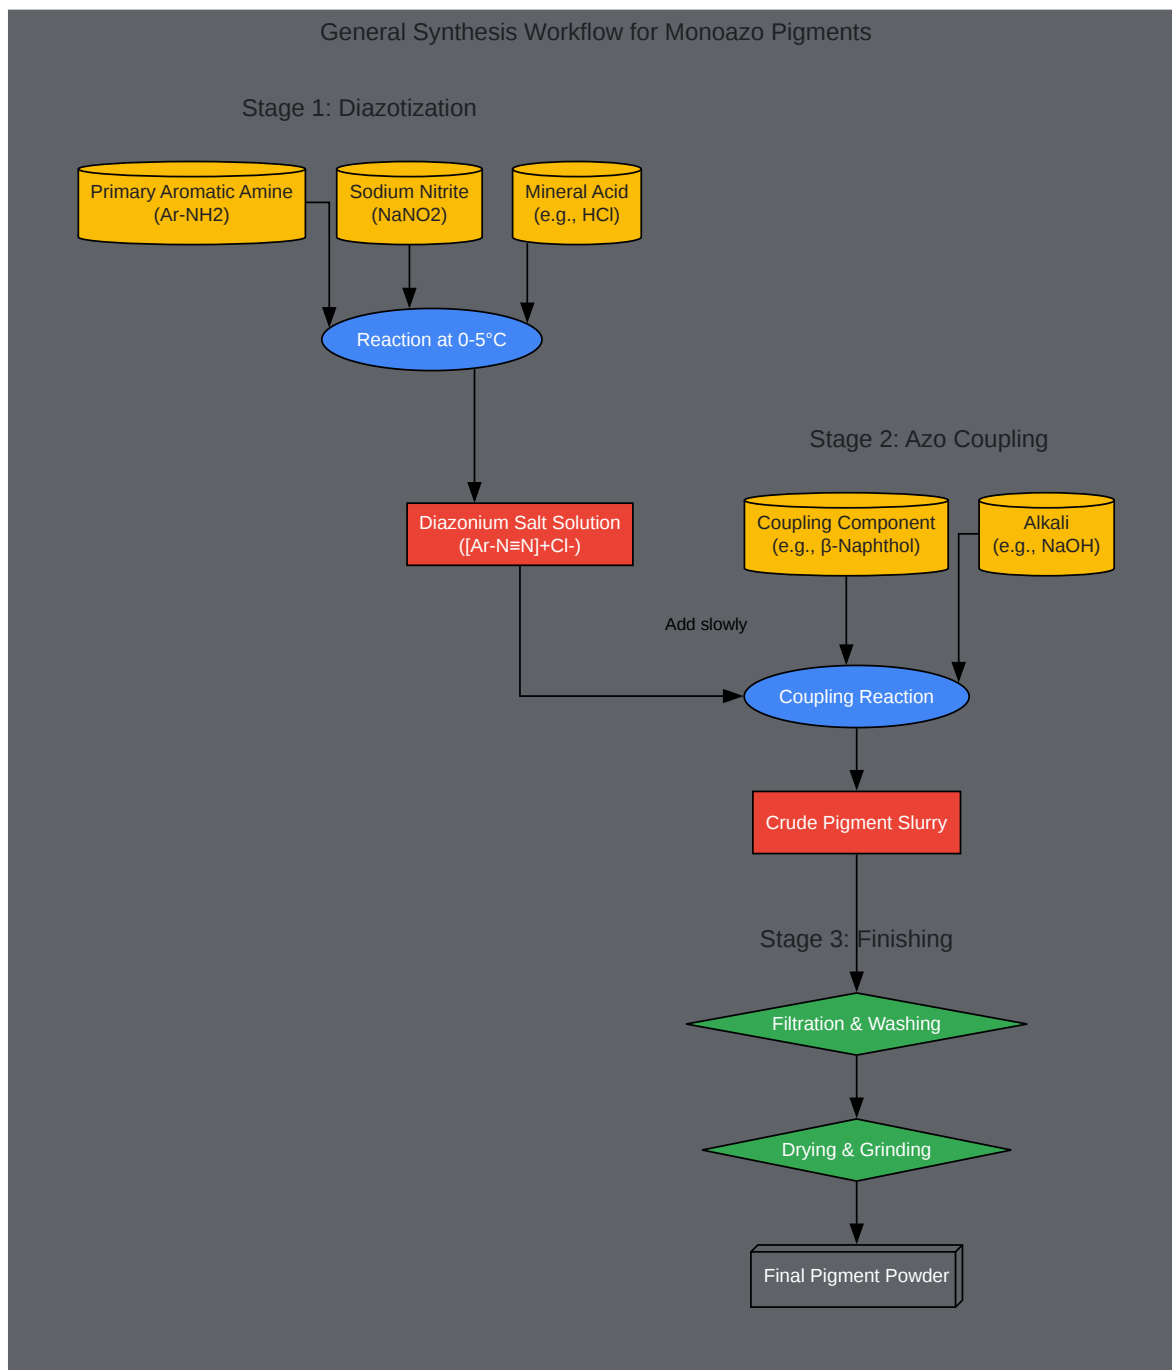 General Synthesis Workflow for Monoazo Pigments
Stage 1: Diazotization
Primary Aromatic Amine
(Ar-NH2)
Sodium Nitrite
(NaNO2)
Mineral Acid
(e.g., HCl)
Reaction at 0-5°C
Stage 2: Azo Coupling
Diazonium Salt Solution
([Ar-N≡N]+Cl-)
Coupling Component
(e.g., β-Naphthol)
Alkali
(e.g., NaOH)
Add slowly
Coupling Reaction
Crude Pigment Slurry
Stage 3: Finishing
Filtration & Washing
Drying & Grinding
Final Pigment Powder